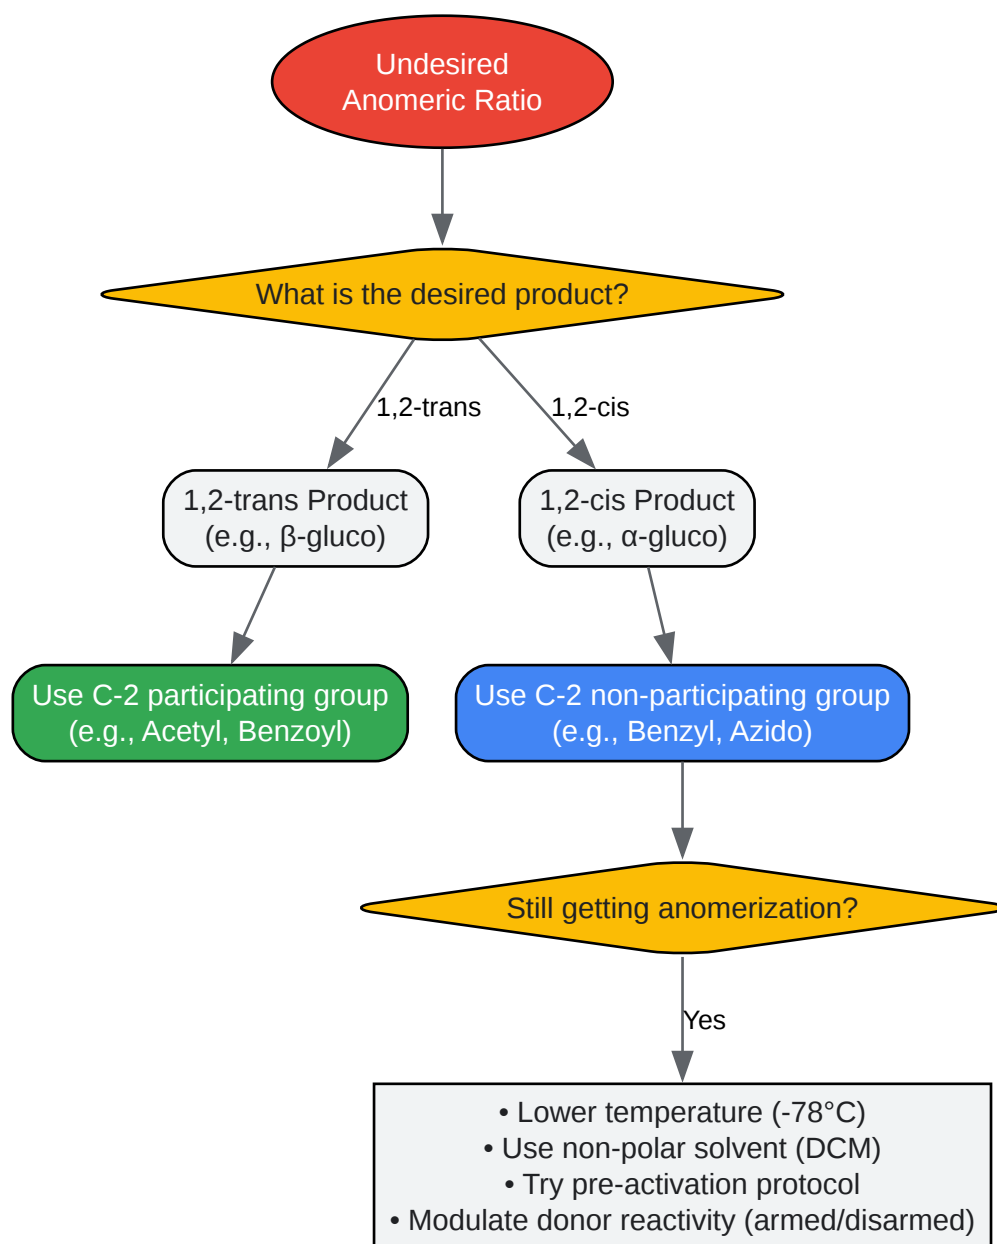 Undesired
Anomeric Ratio
What is the desired product?
1,2-trans
1,2-cis
1,2-trans Product
(e.g., β-gluco)
1,2-cis Product
(e.g., α-gluco)
Use C-2 participating group
(e.g., Acetyl, Benzoyl)
Use C-2 non-participating group
(e.g., Benzyl, Azido)
Still getting anomerization?
Yes
• Lower temperature (-78°C)
• Use non-polar solvent (DCM)
• Try pre-activation protocol
• Modulate donor reactivity (armed/disarmed)